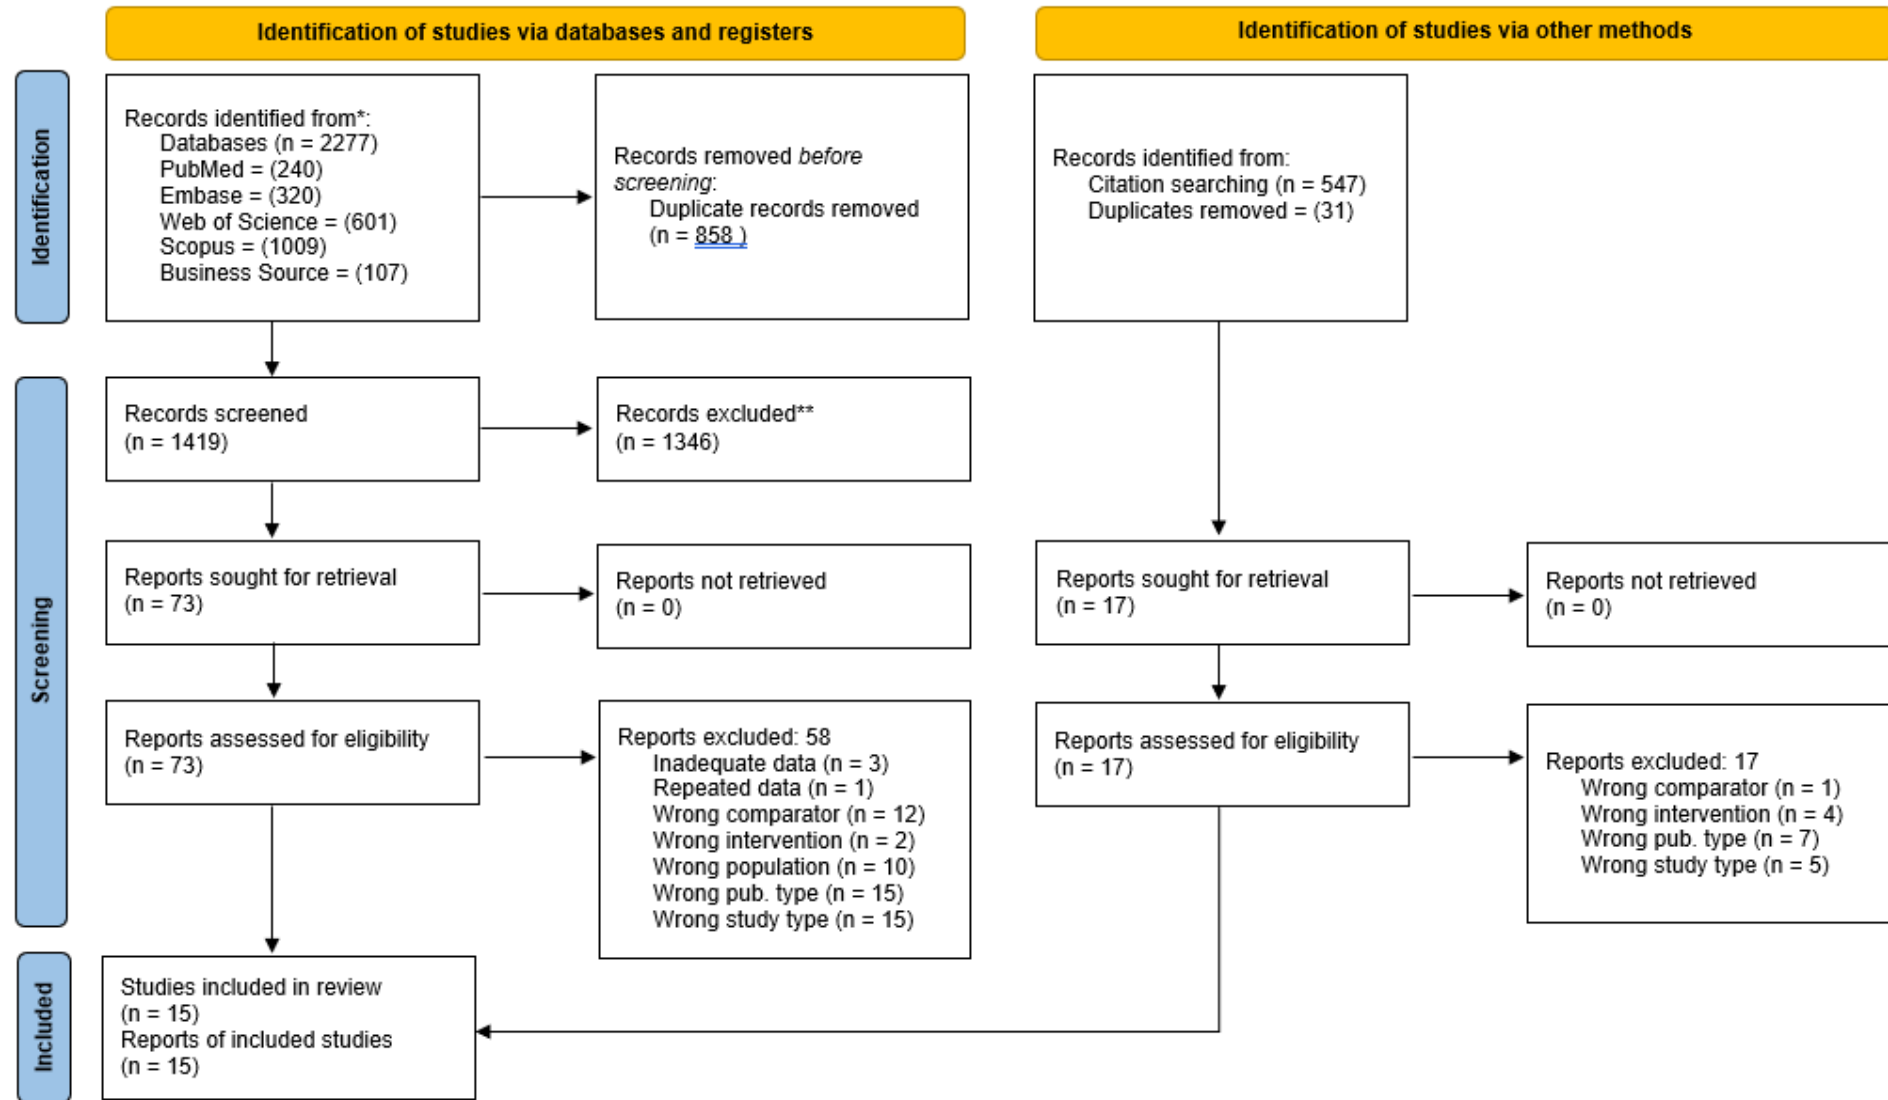 Identification of studies via databases and registers
Identification of studies via other methods
Identification
Records identified from*:
Databases (n = 2277)
PubMed = (240)
Embase = (320)
Web of Science = (601)
Scopus = (1009)
Business Source = (107)
Records removed before
screening:
Duplicate records removed
(n = 858 )
Records identified from:
Citation searching (n = 547)
Duplicates removed = (31)
Screening
Records screened
(n = 1419)
Records excluded**
(n = 1346)
Reports sought for retrieval
(n = 73)
Reports not retrieved
(n = 0)
Reports sought for retrieval
(n = 17)
Reports not retrieved
(n = 0)
Reports assessed for eligibility
(n = 73)
Reports excluded: 58
Inadequate data (n = 3)
Repeated data (n = 1)
Wrong comparator (n = 12)
Wrong intervention (n = 2)
Wrong population (n = 10)
Wrong pub. type (n = 15)
Wrong study type (n = 15)
Reports assessed for eligibility
(n = 17)
Reports excluded: 17
Wrong comparator (n = 1)
Wrong intervention (n = 4)
Wrong pub. type (n = 7)
Wrong study type (n = 5)
Included
Studies included in review
(n = 15)
Reports of included studies
(n = 15)